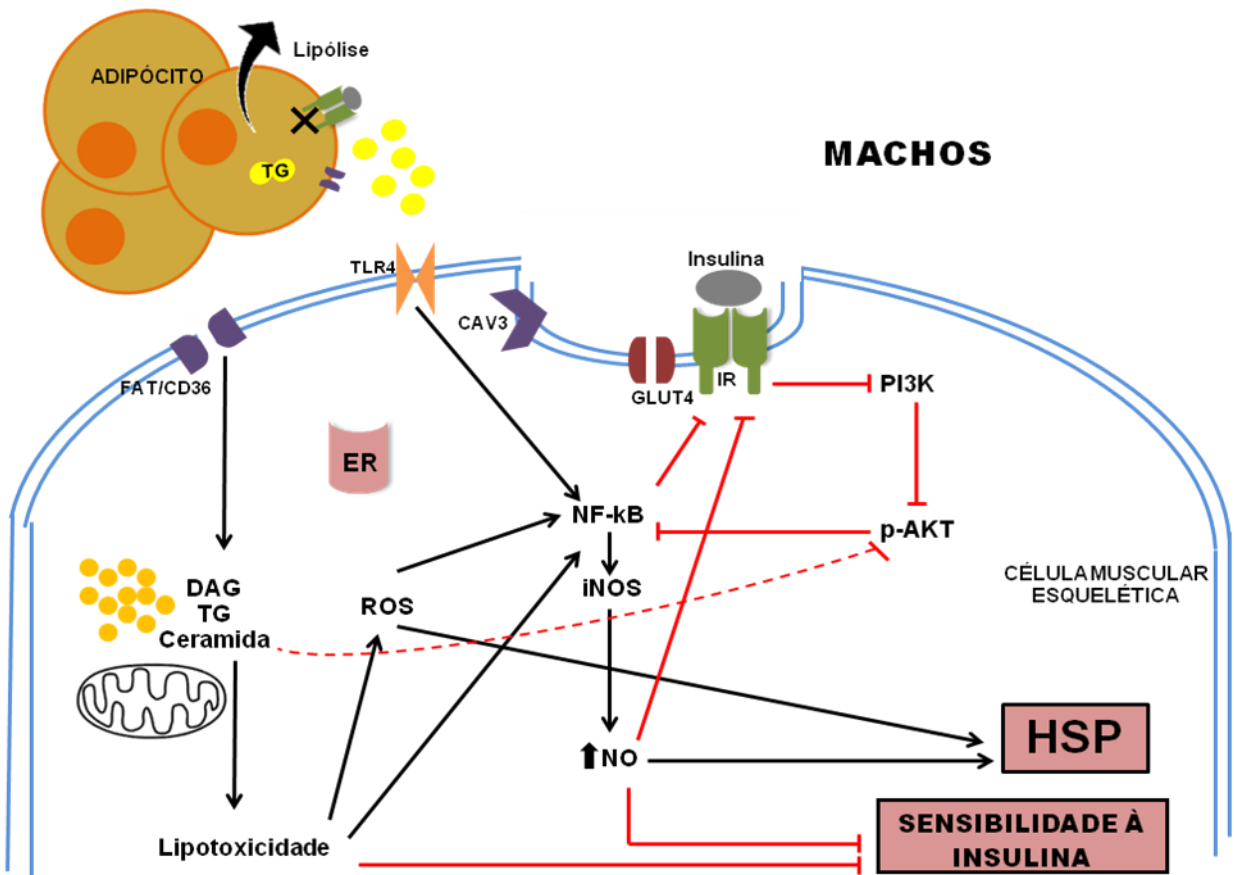 Lipólise
ADIPÓCITO
TG
MACHOS
TLR4
Insulina
CAV3
FAT/CD36
GLUT4
IR
PI3K
ER
NF-kB
p-AKT
iNOS
CÉLULA MUSCULAR
ESQUELÉTICA
DAG
TG
Ceramida
ROS
NO
HSP
Lipotoxicidade
SENSIBILIDADE À
INSULINA